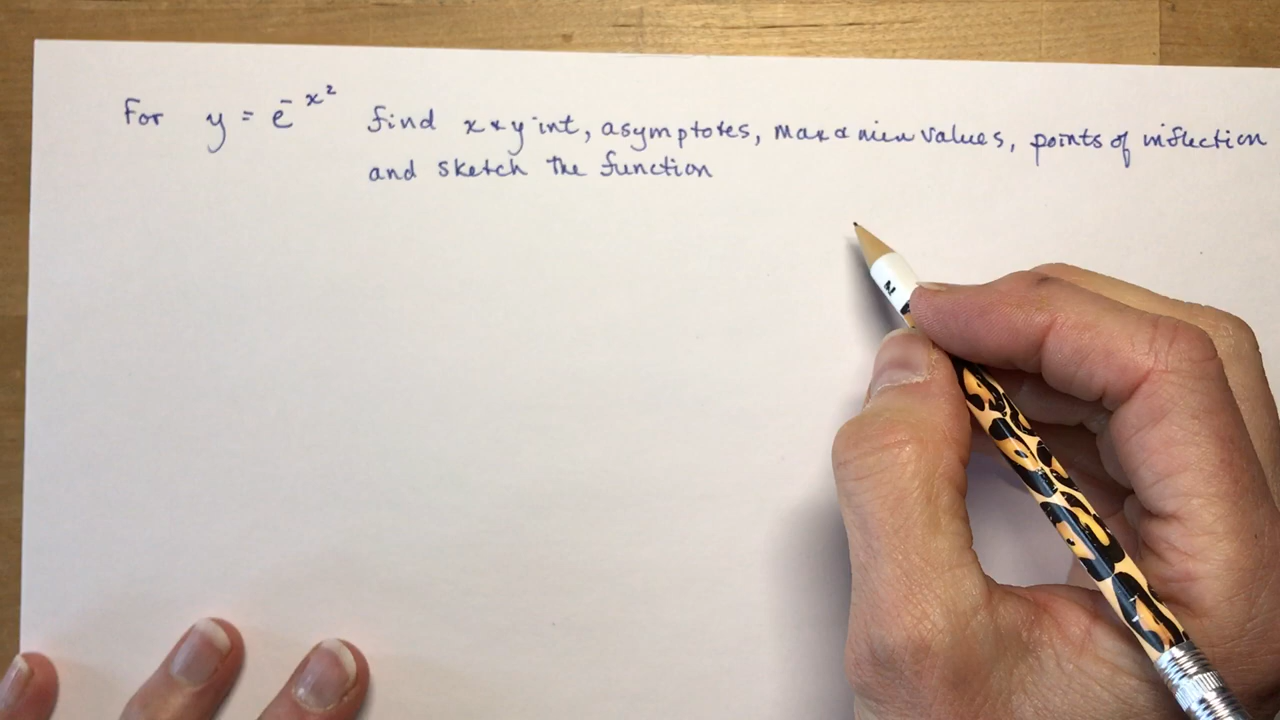 For y = e^-x² find x & y int, asymptotes, max & min values, points of inflection
and sketch the function